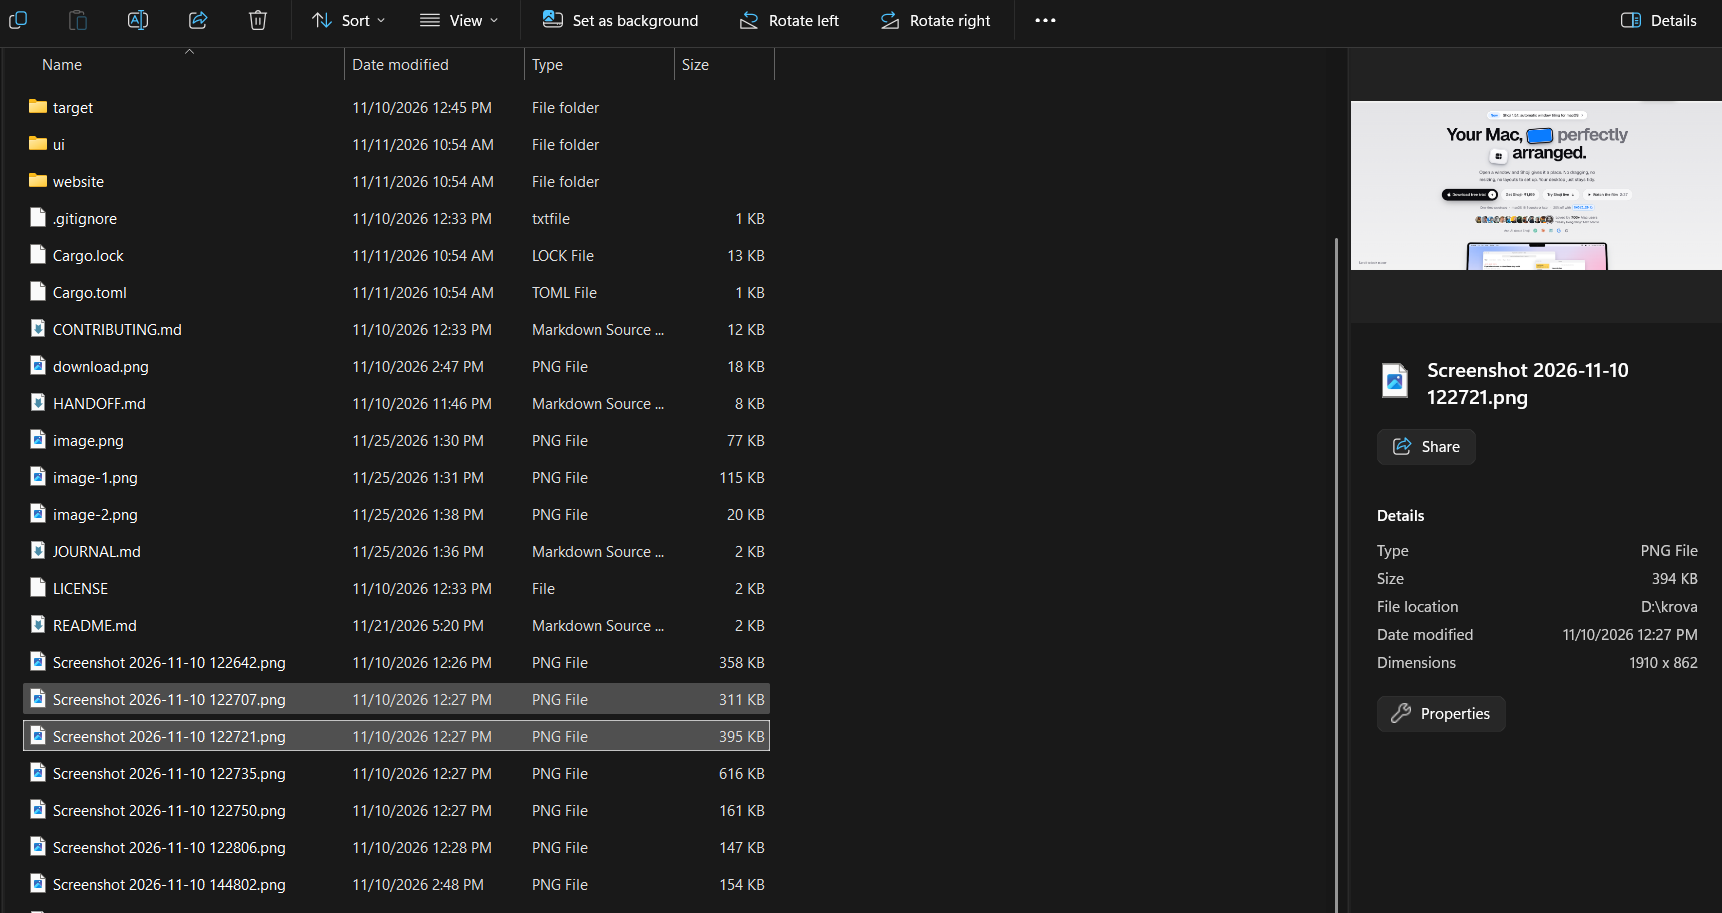 Sort
View
Set as background
Rotate left
Rotate right
Details
Name Date modified Type Size
target 11/10/2026 12:45 PM File folder
ui 11/11/2026 10:54 AM File folder
website 11/11/2026 10:54 AM File folder
.gitignore 11/10/2026 12:33 PM txtfile 1 KB
Cargo.lock 11/11/2026 10:54 AM LOCK File 13 KB
Cargo.toml 11/11/2026 10:54 AM TOML File 1 KB
CONTRIBUTING.md 11/10/2026 12:33 PM Markdown Source ... 12 KB
download.png 11/10/2026 2:47 PM PNG File 18 KB
HANDOFF.md 11/10/2026 11:46 PM Markdown Source ... 8 KB
image.png 11/25/2026 1:30 PM PNG File 77 KB
image-1.png 11/25/2026 1:31 PM PNG File 115 KB
image-2.png 11/25/2026 1:38 PM PNG File 20 KB
JOURNAL.md 11/25/2026 1:36 PM Markdown Source ... 2 KB
LICENSE 11/10/2026 12:33 PM File 2 KB
README.md 11/21/2026 5:20 PM Markdown Source ... 2 KB
Screenshot 2026-11-10 122642.png 11/10/2026 12:26 PM PNG File 358 KB
Screenshot 2026-11-10 122707.png 11/10/2026 12:27 PM PNG File 311 KB
Screenshot 2026-11-10 122721.png 11/10/2026 12:27 PM PNG File 395 KB
Screenshot 2026-11-10 122735.png 11/10/2026 12:27 PM PNG File 616 KB
Screenshot 2026-11-10 122750.png 11/10/2026 12:27 PM PNG File 161 KB
Screenshot 2026-11-10 122806.png 11/10/2026 12:28 PM PNG File 147 KB
Screenshot 2026-11-10 144802.png 11/10/2026 2:48 PM PNG File 154 KB
Your Mac, perfectly
arranged.
Screenshot 2026-11-10
122721.png
Share
Details
Type PNG File
Size 394 KB
File location D:\krova
Date modified 11/10/2026 12:27 PM
Dimensions 1910 x 862
Properties